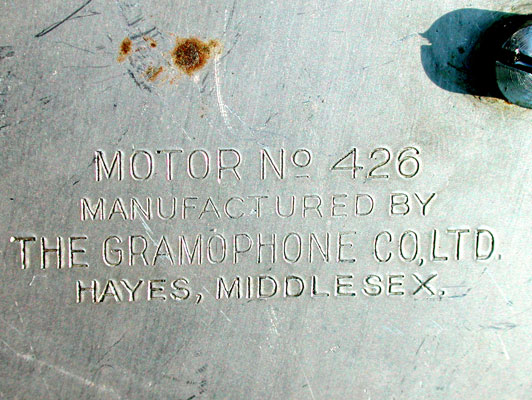 MOTOR Nº 426
MANUFACTURED BY
THE GRAMOPHONE CO, LTD.
HAYES, MIDDLESEX.